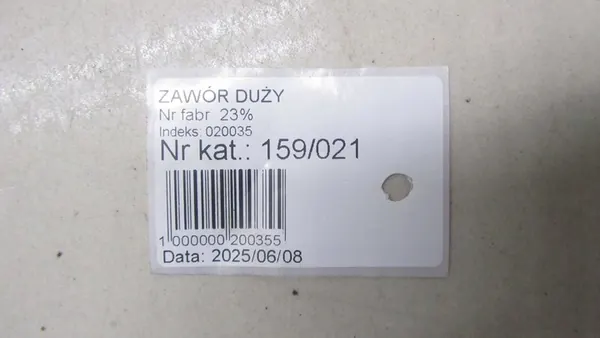 ZAWÓR DUŻY
Nr fabr 23%
Indeks: 020035
Nr kat.: 159/021
1 000000 200355
Data: 2025/06/08